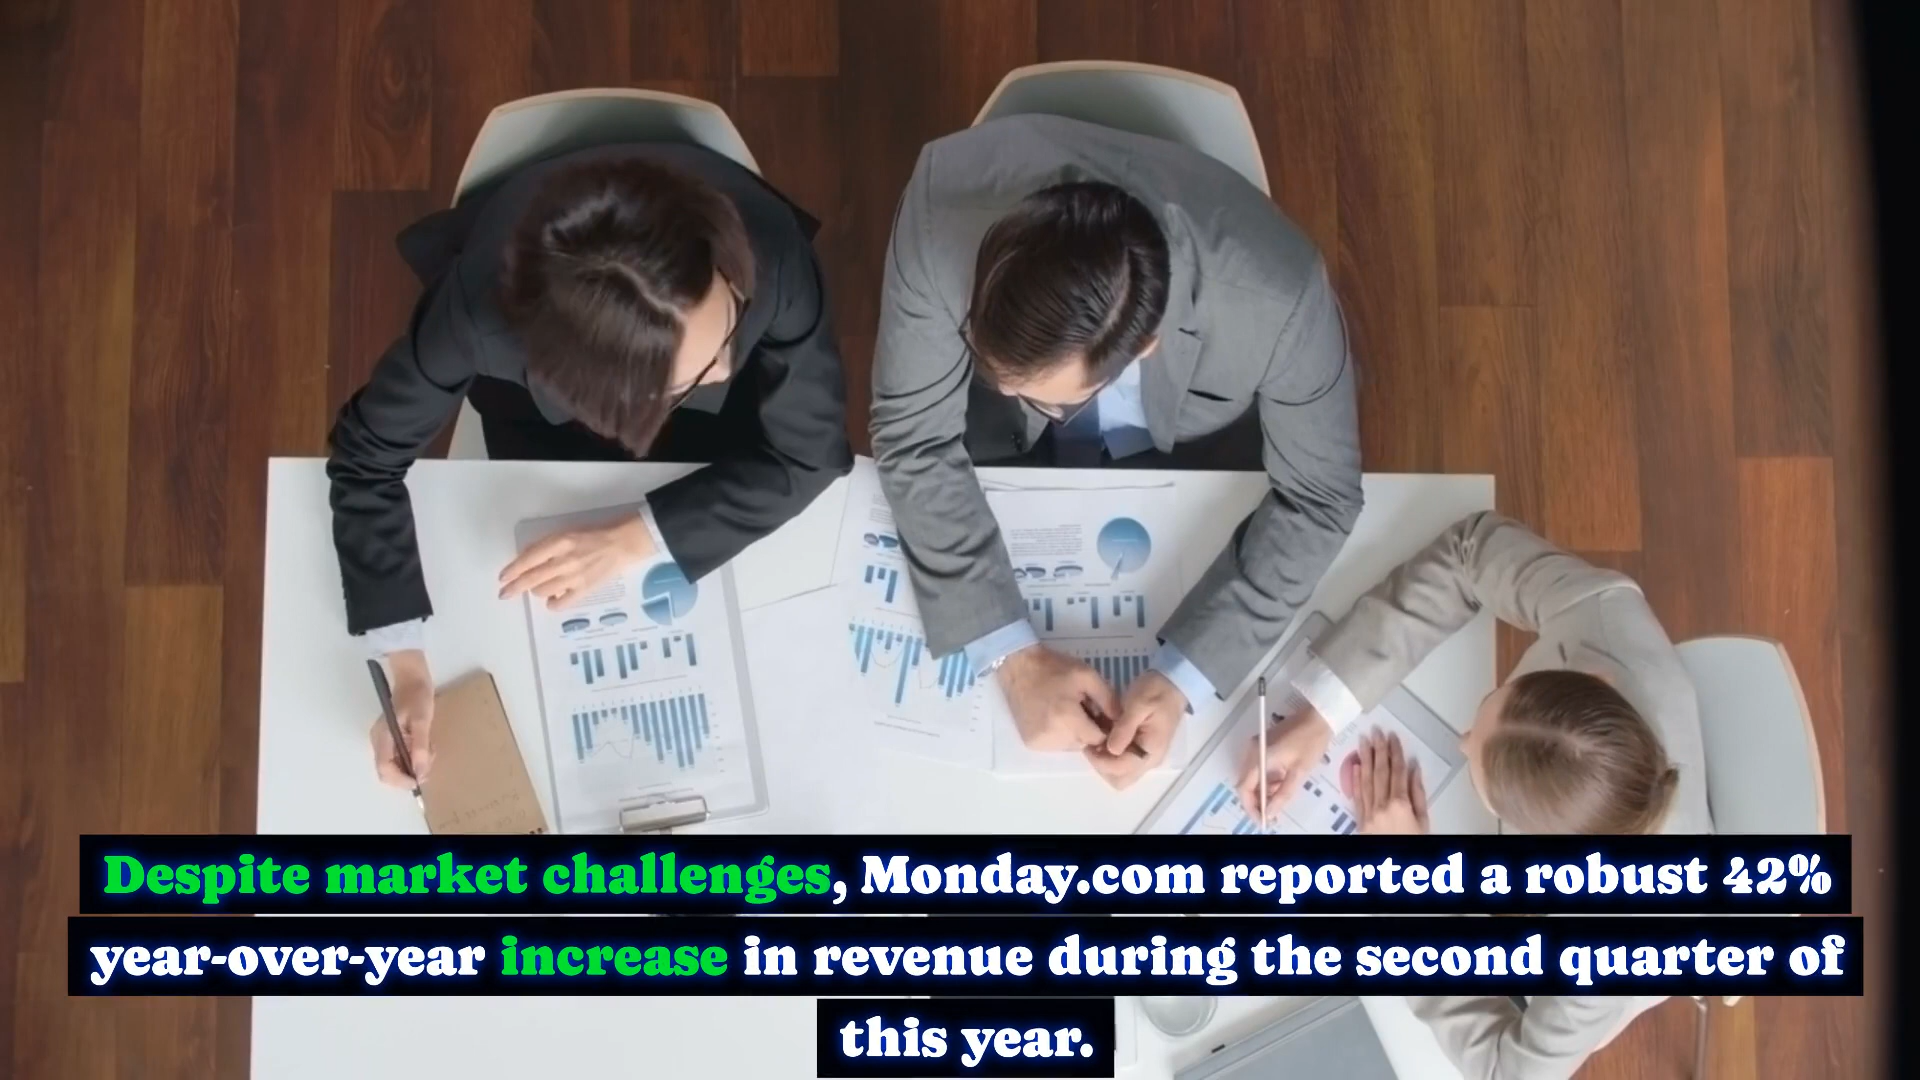 Despite market challenges, Monday.com reported a robust 42%
year-over-year increase in revenue during the second quarter of
this year.